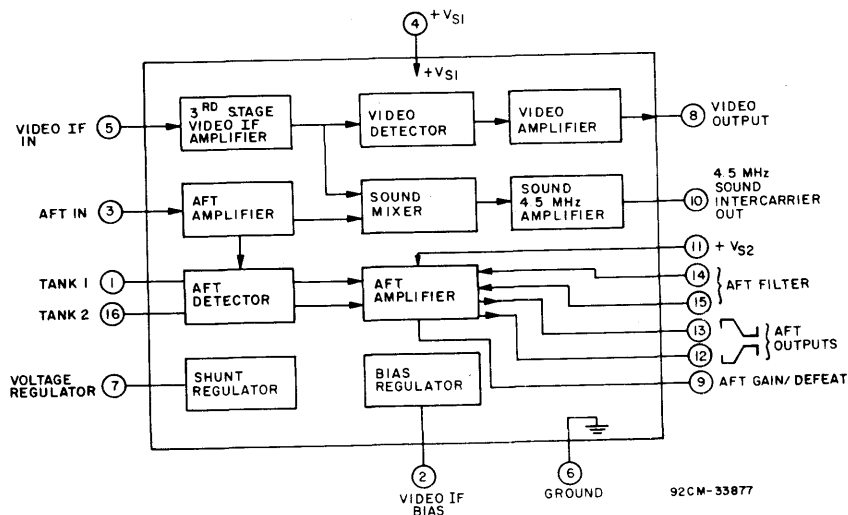 4 +VS1
+VS1
VIDEO IF
IN
5
3RD STAGE
VIDEO IF
AMPLIFIER
VIDEO
DETECTOR
VIDEO
AMPLIFIER
8
VIDEO
OUTPUT
AFT IN
3
AFT
AMPLIFIER
SOUND
MIXER
SOUND
4.5 MHz
AMPLIFIER
10
4.5 MHz
SOUND
INTERCARRIER
OUT
11 + VS2
TANK 1
1
TANK 2
16
AFT
DETECTOR
AFT
AMPLIFIER
14
15
AFT FILTER
13
12
AFT
OUTPUTS
VOLTAGE
REGULATOR
7
SHUNT
REGULATOR
BIAS
REGULATOR
9 AFT GAIN/DEFEAT
2
VIDEO IF
BIAS
6
GROUND
92CM-33877